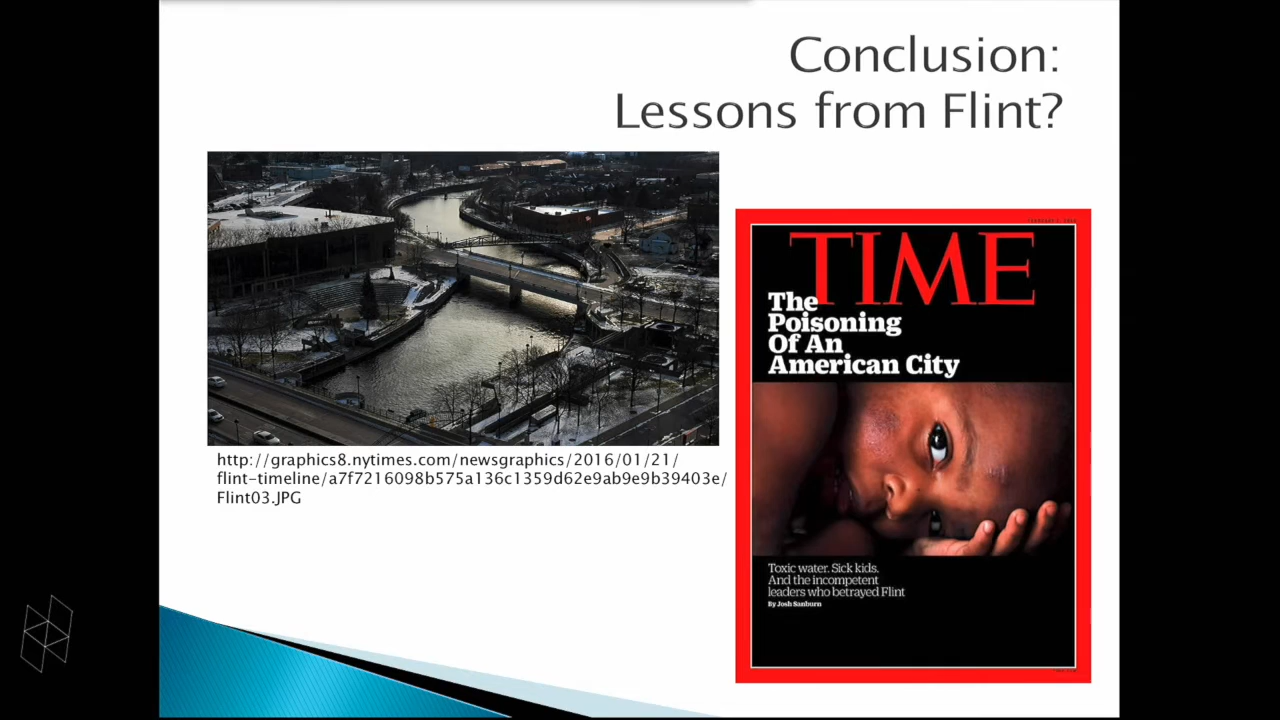 Conclusion:
Lessons from Flint?
http://graphics8.nytimes.com/newsgraphics/2016/01/21/
flint-timeline/a7f7216098b575a136c1359d62e9ab9e9b39403e/
Flint03.JPG
TIME
The
Poisoning
Of An
American City
Toxic water. Sick kids.
And the incompetent
leaders who betrayed Flint
By Josh Sanburn